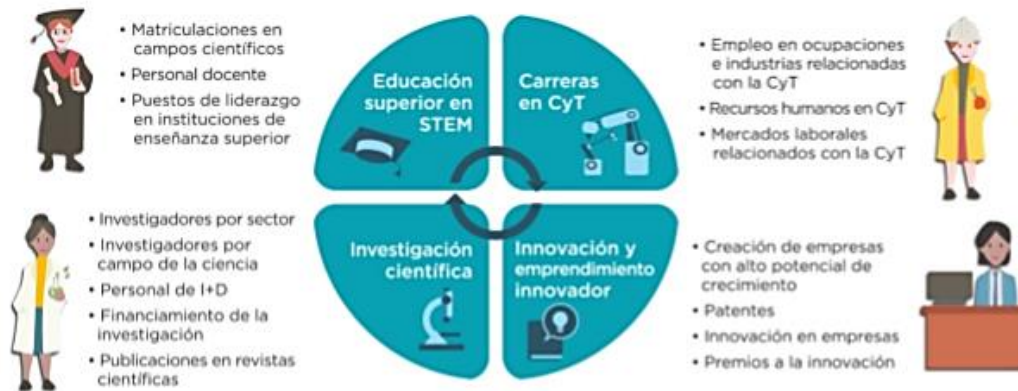 • Matriculaciones en
campos científicos
• Personal docente
• Puestos de liderazgo
en instituciones de
enseñanza superior
Educación
superior en
STEM
Carreras
en CyT
• Empleo en ocupaciones
e industrias relacionadas
con la CyT
• Recursos humanos en CyT
• Mercados laborales
relacionados con la CyT
• Investigadores por sector
• Investigadores por
campo de la ciencia
• Personal de I+D
• Financiamiento de la
investigación
• Publicaciones en revistas
científicas
Investigación
científica
Innovación y
emprendimiento
innovador
• Creación de empresas
con alto potencial de
crecimiento
• Patentes
• Innovación en empresas
• Premios a la innovación